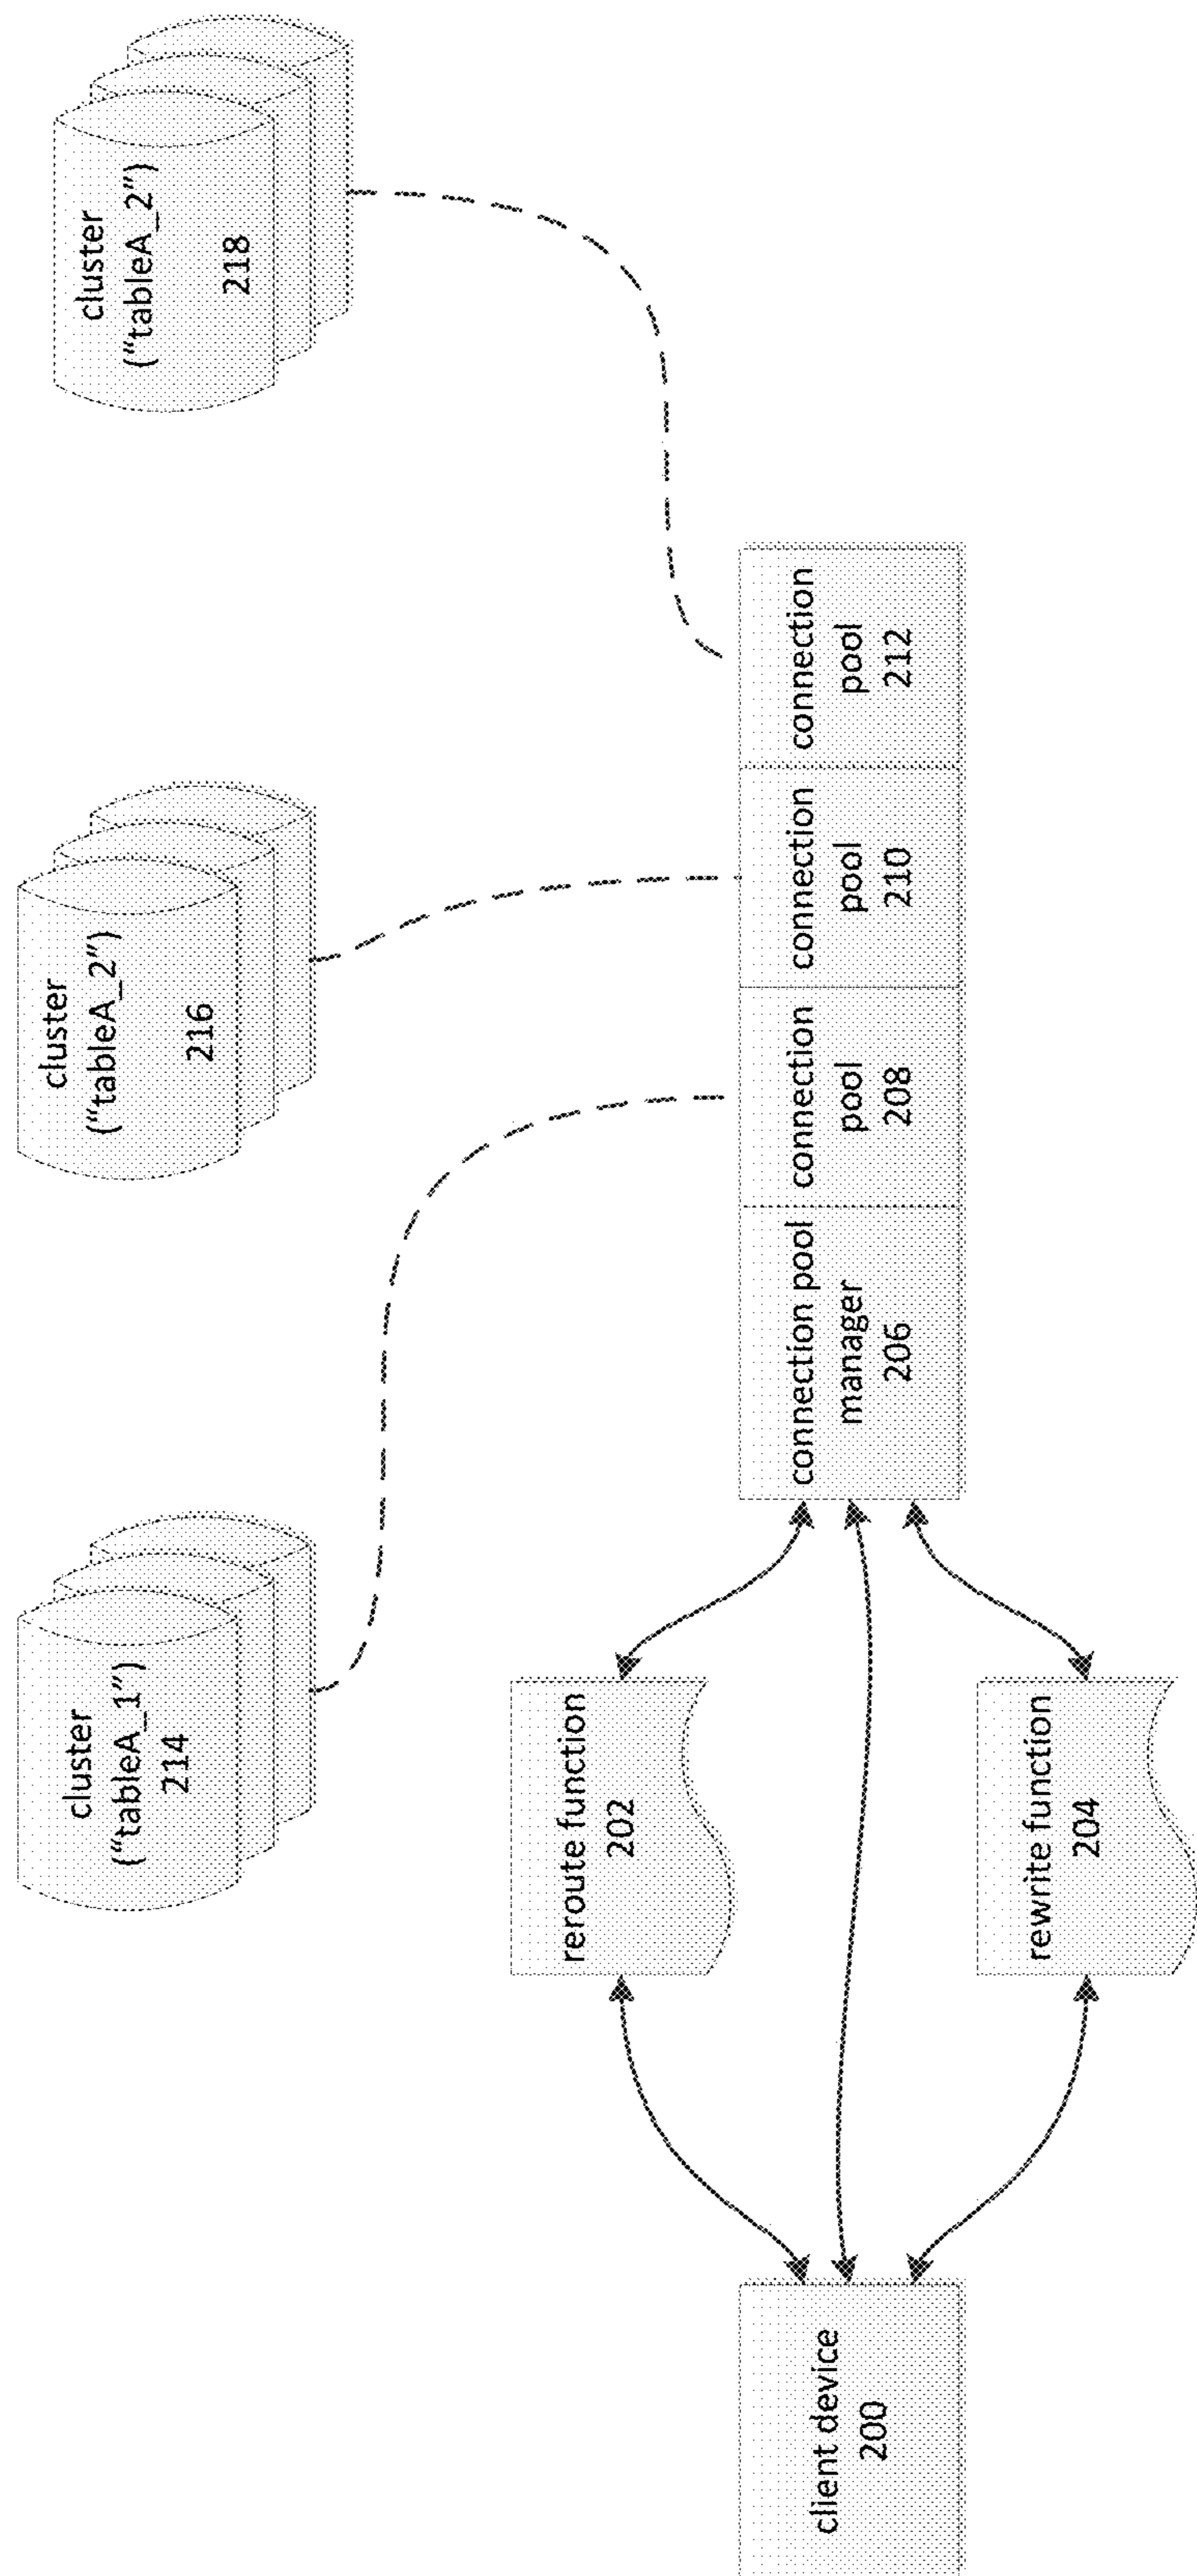 cluster
(“tableA_1”)
214
cluster
(“tableA_2”)
216
cluster
(“tableA_2”)
218
reroute function
202
client device
200
connection pool
manager
206
connection
pool
208
connection
pool
210
connection
pool
212
rewrite function
204